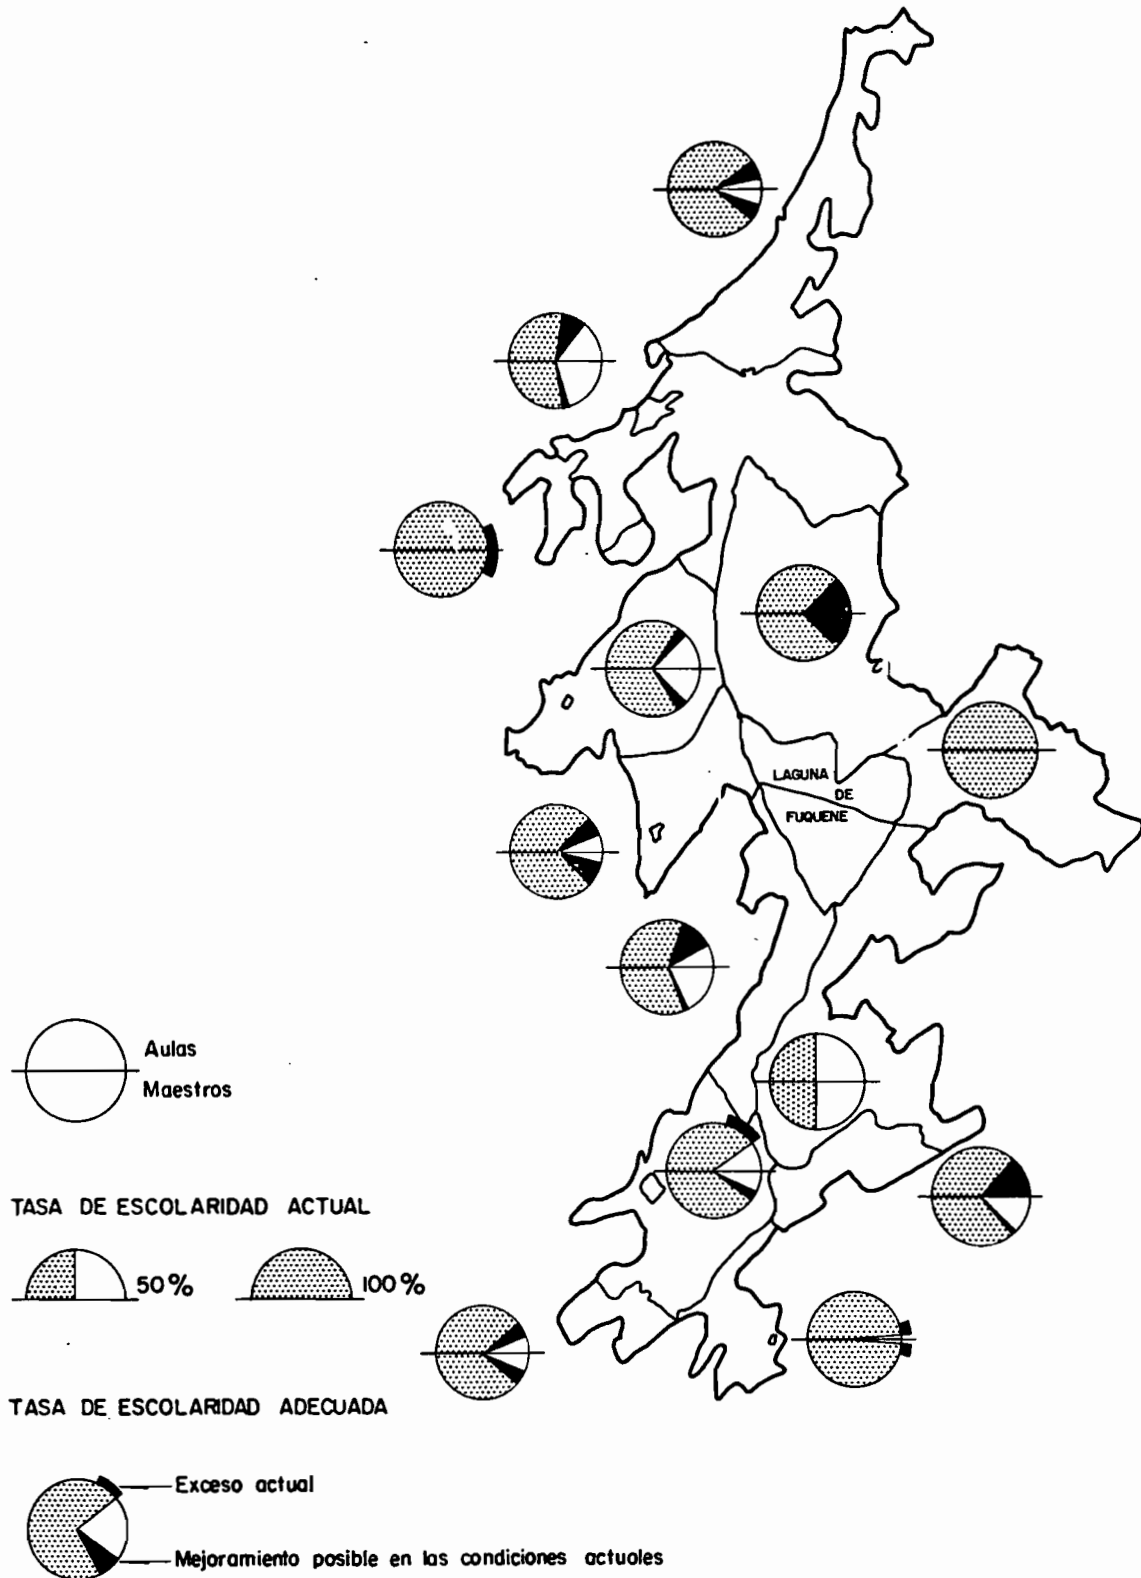 LAGUNA
DE
FUQUENE
Aulas
Maestros
TASA DE ESCOLARIDAD ACTUAL
50%
100%
TASA DE ESCOLARIDAD ADECUADA
Exceso actual
Mejoramiento posible en las condiciones actuales